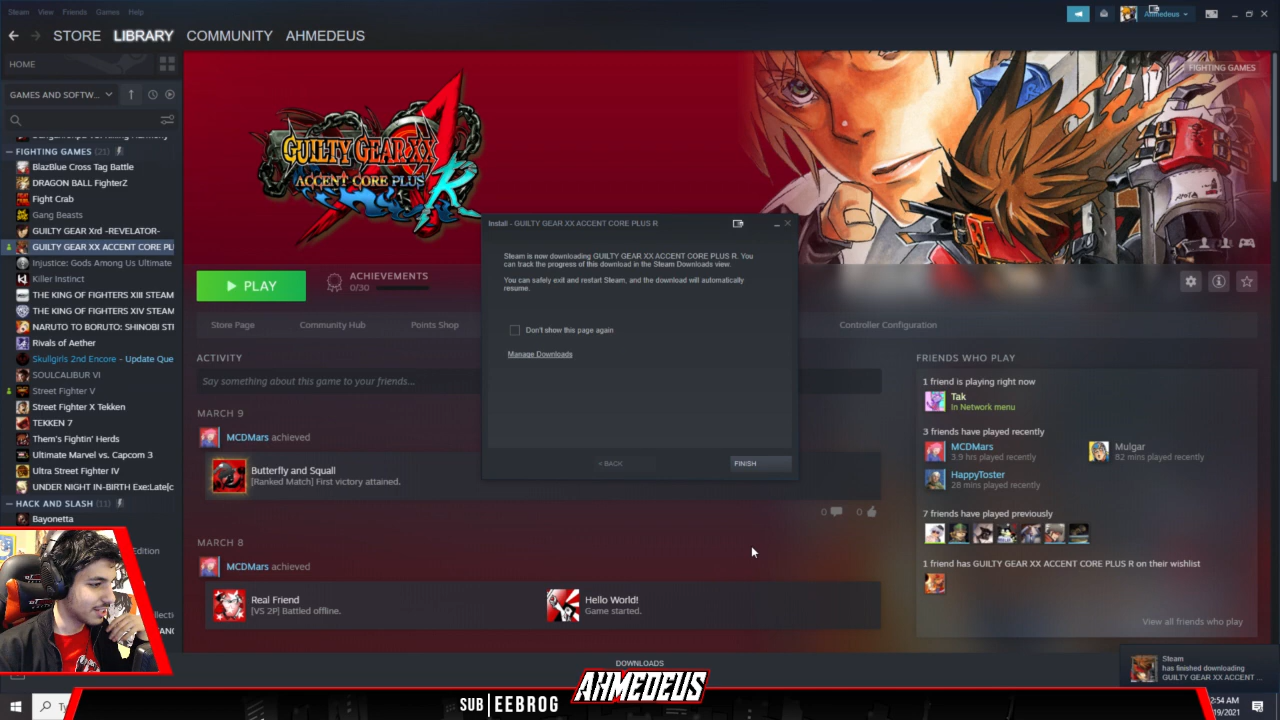 Steam View Friends Games Help
Ahmedeus
STORE LIBRARY COMMUNITY AHMEDEUS
HOME
GAMES AND SOFTW...
FIGHTING GAMES (21)
BlazBlue Cross Tag Battle
DRAGON BALL FighterZ
Fight Crab
Gang Beasts
GUILTY GEAR Xrd -REVELATOR-
GUILTY GEAR XX ACCENT CORE PL
Injustice: Gods Among Us Ultimate
Killer Instinct
THE KING OF FIGHTERS XIII STEAM
THE KING OF FIGHTERS XIV STEAM
NARUTO TO BORUTO: SHINOBI STI
Rivals of Aether
Skullgirls 2nd Encore - Update Que
SOULCALIBUR VI
Street Fighter V
Street Fighter X Tekken
TEKKEN 7
Them's Fightin' Herds
Ultimate Marvel vs. Capcom 3
Ultra Street Fighter IV
UNDER NIGHT IN-BIRTH Exe:Late[c
HACK AND SLASH (11)
Bayonetta
Edition
GUILTY GEAR XX
ACCENT CORE PLUS R
FIGHTING GAMES
PLAY
ACHIEVEMENTS
0/30
Store Page Community Hub Points Shop Controller Configuration
Install - GUILTY GEAR XX ACCENT CORE PLUS R
Steam is now downloading GUILTY GEAR XX ACCENT CORE PLUS R. You
can track the progress of this download in the Steam Downloads view.
You can safely exit and restart Steam, and the download will automatically
resume.
Don't show this page again
Manage Downloads
< BACK FINISH
ACTIVITY
Say something about this game to your friends...
MARCH 9
MCDMars achieved
Butterfly and Squall
[Ranked Match] First victory attained.
0 0
MARCH 8
MCDMars achieved
Real Friend
[VS 2P] Battled offline.
Hello World!
Game started.
FRIENDS WHO PLAY
1 friend is playing right now
Tak
In Network menu
3 friends have played recently
MCDMars
3.9 hrs played recently
Mulgar
82 mins played recently
HappyToster
28 mins played recently
7 friends have played previously
1 friend has GUILTY GEAR XX ACCENT CORE PLUS R on their wishlist
View all friends who play
DOWNLOADS
Steam
has finished downloading
GUILTY GEAR XX ACCENT ...
SUB | EEBROG
AHMEDEUS
2:54 AM
19/2021